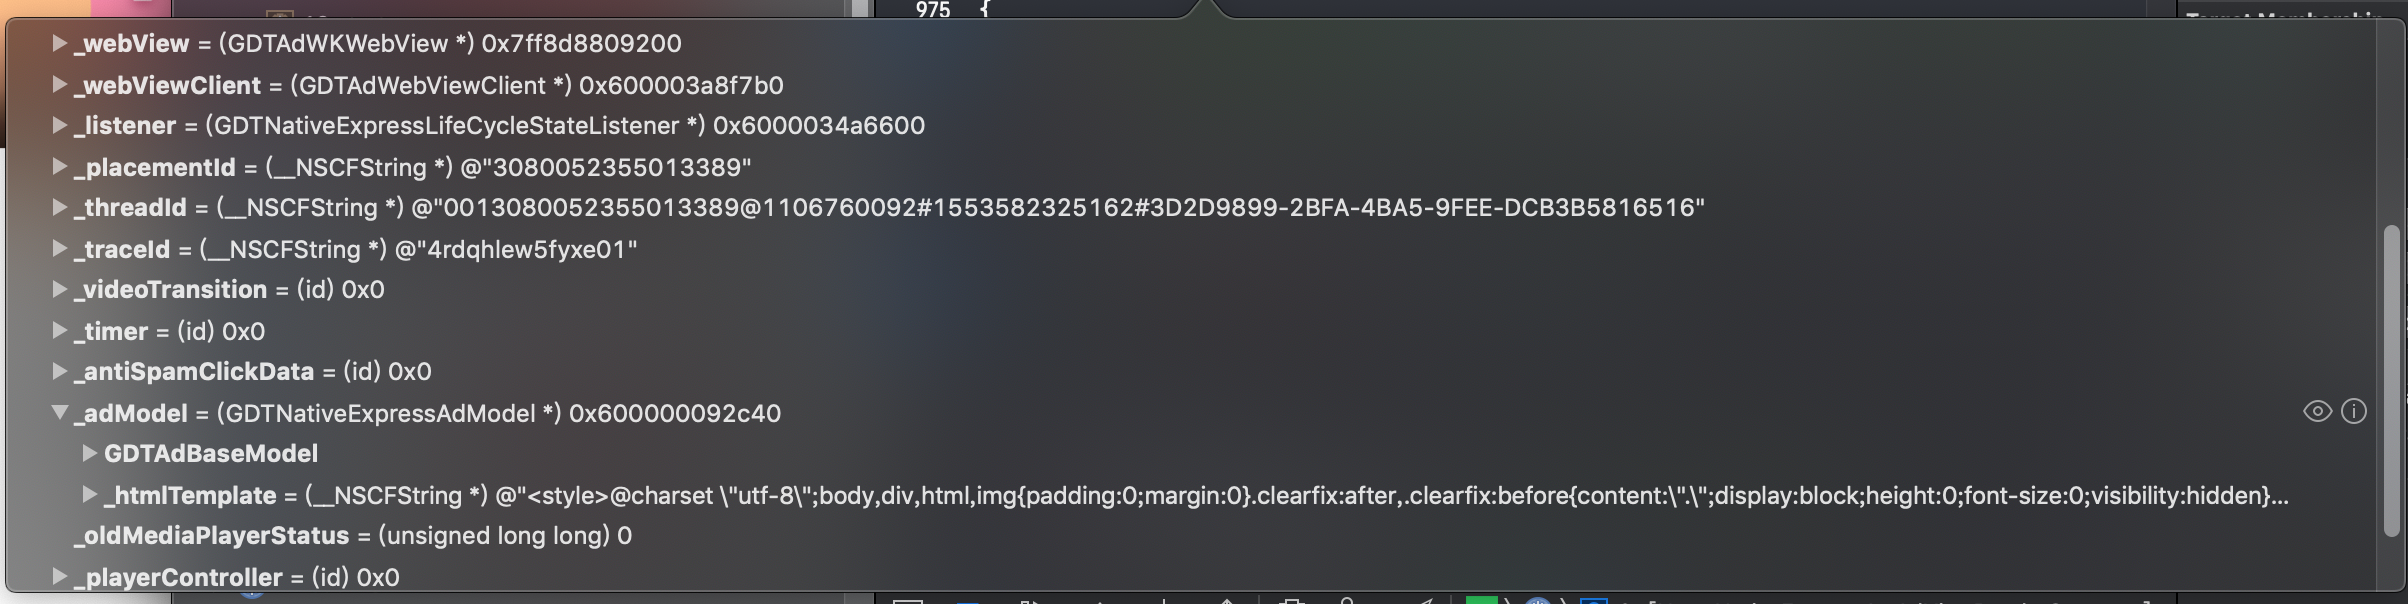 975 {
_webView = (GDTAdWKWebView *) 0x7ff8d8809200
_webViewClient = (GDTAdWebViewClient *) 0x600003a8f7b0
_listener = (GDTNativeExpressLifeCycleStateListener *) 0x6000034a6600
_placementId = (__NSCFString *) @"3080052355013389"
_threadId = (__NSCFString *) @"0013080052355013389@1106760092#1553582325162#3D2D9899-2BFA-4BA5-9FEE-DCB3B5816516"
_traceId = (__NSCFString *) @"4rdqhlew5fyxe01"
_videoTransition = (id) 0x0
_timer = (id) 0x0
_antiSpamClickData = (id) 0x0
_adModel = (GDTNativeExpressAdModel *) 0x600000092c40
GDTAdBaseModel
_htmlTemplate = (__NSCFString *) @"<style>@charset \"utf-8\";body,div,html,img{padding:0;margin:0}.clearfix:after,.clearfix:before{content:\".\";display:block;height:0;font-size:0;visibility:hidden}...
_oldMediaPlayerStatus = (unsigned long long) 0
_playerController = (id) 0x0